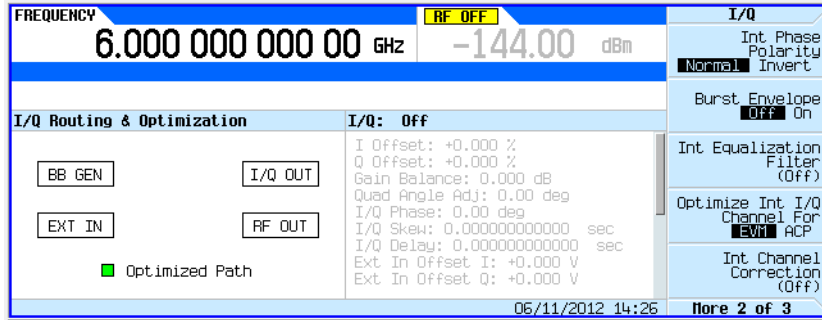 FREQUENCY
RF OFF
6.000 000 000 00 GHz
-144.00 dBm
I/Q Routing & Optimization
BB GEN
I/Q OUT
EXT IN
RF OUT
Optimized Path
I/Q: Off
I Offset: +0.000 %
Q Offset: +0.000 %
Gain Balance: 0.000 dB
Quad Angle Adj: 0.00 deg
I/Q Phase: 0.00 deg
I/Q Skew: 0.000000000000 sec
I/Q Delay: 0.000000000000 sec
Ext In Offset I: +0.000 V
Ext In Offset Q: +0.000 V
06/11/2012 14:26
I/Q
Int Phase
Polarity
Normal Invert
Burst Envelope
Off On
Int Equalization
Filter
(Off)
Optimize Int I/Q
Channel For
EVM ACP
Int Channel
Correction
(Off)
More 2 of 3